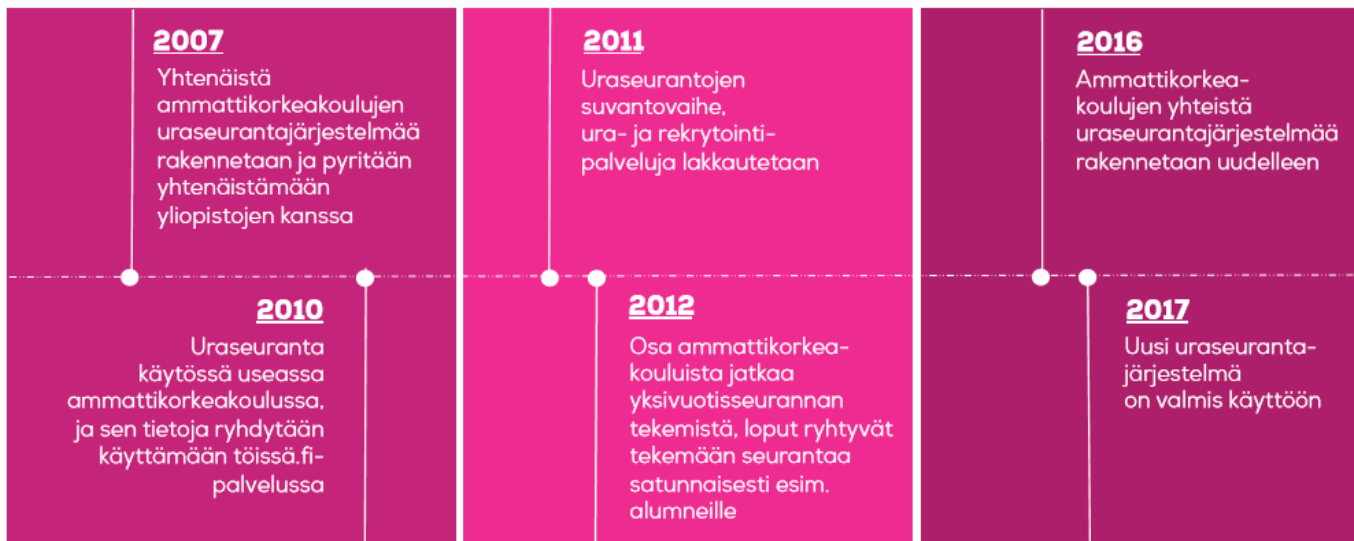 2007
Yhtenäistä
ammattikorkeakoulujen
uraseurantajärjestelmää
rakennetaan ja pyritään
yhtenäistämään
yliopistojen kanssa
2010
Uraseuranta
käytössä useassa
ammattikorkeakoulussa,
ja sen tietoja ryhdytään
käyttämään töissä.fi-
palvelussa
2011
Uraseurantojen
suvantovaihe,
ura- ja rekrytointi-
palveluja lakkautetaan
2012
Osa ammattikorkea-
kouluista jatkaa
yksivuotisseurannan
tekemistä, loput ryhtyvät
tekemään seurantaa
satunnaisesti esim.
alumneille
2016
Ammattikorkea-
koulujen yhteistä
uraseurantajärjestelmää
rakennetaan uudelleen
2017
Uusi uraseuranta-
järjestelmä
on valmis käyttöön